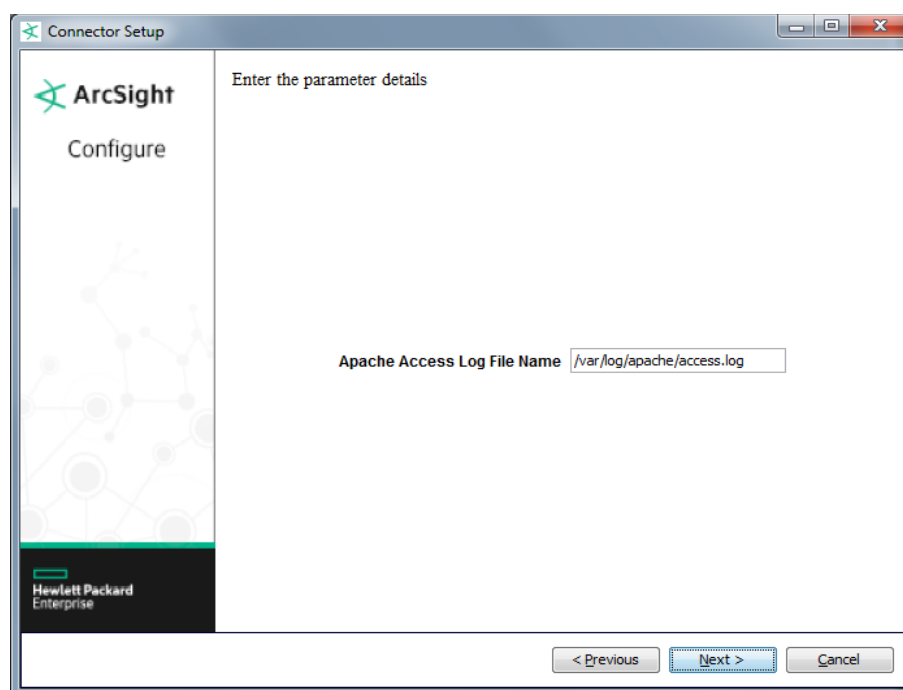 Connector Setup
ArcSight
Configure
Enter the parameter details
Apache Access Log File Name /var/log/apache/access.log
Hewlett Packard
Enterprise
< Previous Next > Cancel